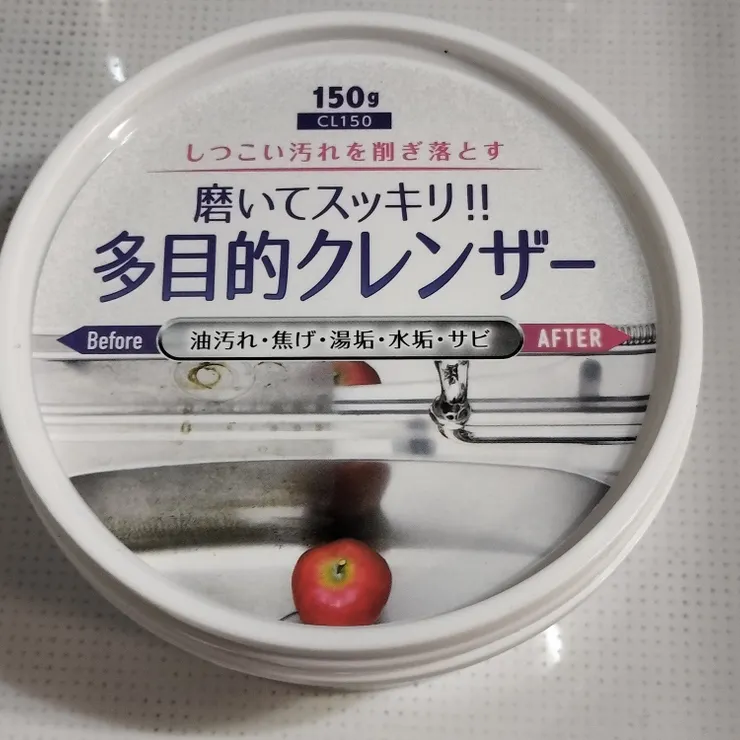 150g
CL150
しつこい汚れを削ぎ落とす
磨いてスッキリ!!
多目的クレンザー
Before 油汚れ・焦げ・湯垢・水垢・サビ AFTER